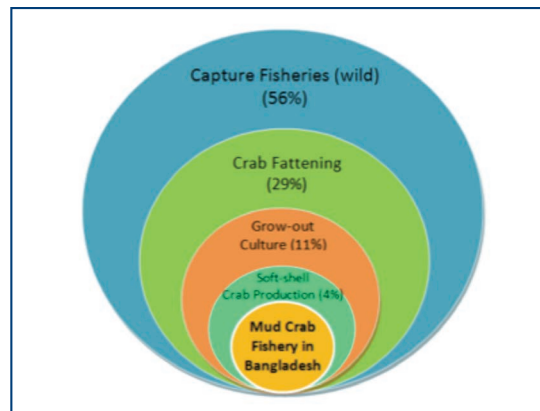 Capture Fisheries (wild)
(56%)
Crab Fattening
(29%)
Grow-out
Culture (11%)
Soft-shell
Crab Production (4%)
Mud Crab
Fishery in
Bangladesh